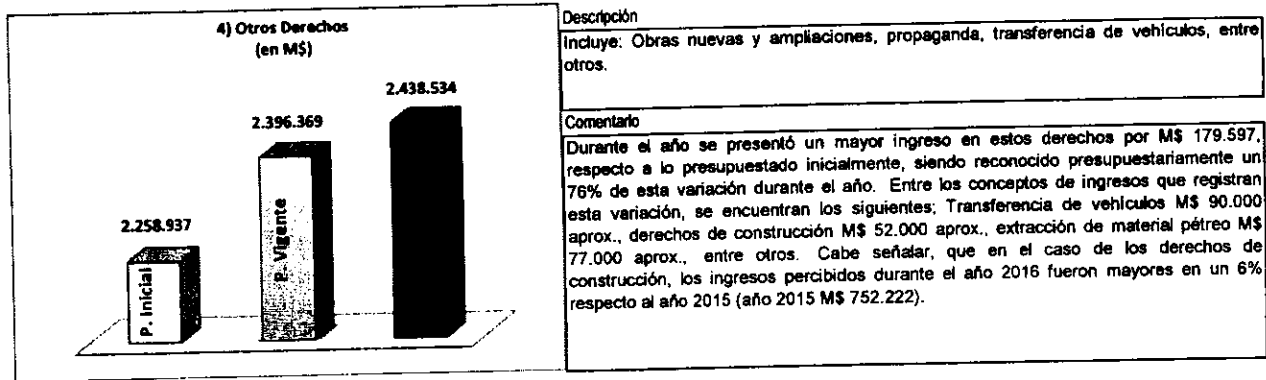 4) Otros Derechos
(en M$)
2.258.937
2.396.369
2.438.534
P. Inicial
P. Vigente
Descripción
Incluye: Obras nuevas y ampliaciones, propaganda, transferencia de vehículos, entre
otros.
Comentario
Durante el año se presentó un mayor ingreso en estos derechos por M$ 179.597,
respecto a lo presupuestado inicialmente, siendo reconocido presupuestariamente un
76% de esta variación durante el año. Entre los conceptos de ingresos que registran
esta variación, se encuentran los siguientes; Transferencia de vehículos M$ 90.000
aprox., derechos de construcción M$ 52.000 aprox., extracción de material pétreo M$
77.000 aprox., entre otros. Cabe señalar, que en el caso de los derechos de
construcción, los ingresos percibidos durante el año 2016 fueron mayores en un 6%
respecto al año 2015 (año 2015 M$ 752.222).